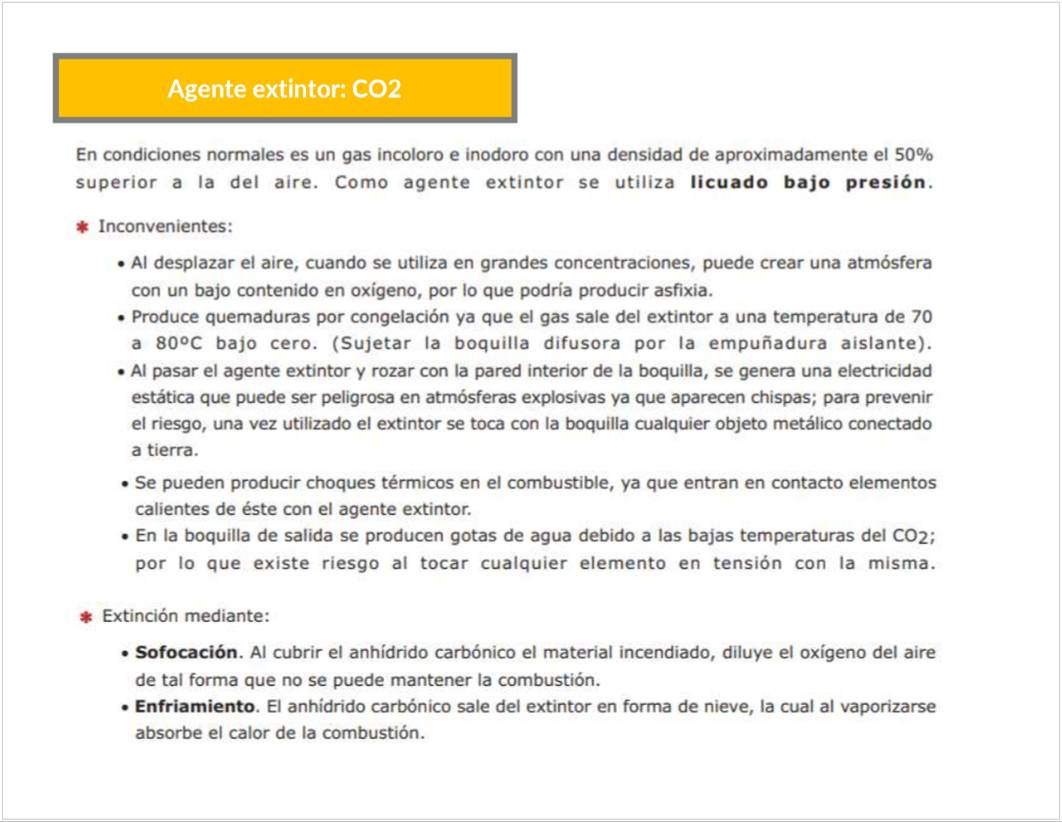 Agente extintor: CO2
En condiciones normales es un gas incoloro e inodoro con una densidad de aproximadamente el 50%
superior a la del aire. Como agente extintor se utiliza licuado bajo presión.
* Inconvenientes:
• Al desplazar el aire, cuando se utiliza en grandes concentraciones, puede crear una atmósfera
con un bajo contenido en oxígeno, por lo que podría producir asfixia.
• Produce quemaduras por congelación ya que el gas sale del extintor a una temperatura de 70
a 80ºC bajo cero. (Sujetar la boquilla difusora por la empuñadura aislante).
• Al pasar el agente extintor y rozar con la pared interior de la boquilla, se genera una electricidad
estática que puede ser peligrosa en atmósferas explosivas ya que aparecen chispas; para prevenir
el riesgo, una vez utilizado el extintor se toca con la boquilla cualquier objeto metálico conectado
a tierra.
• Se pueden producir choques térmicos en el combustible, ya que entran en contacto elementos
calientes de éste con el agente extintor.
• En la boquilla de salida se producen gotas de agua debido a las bajas temperaturas del CO2;
por lo que existe riesgo al tocar cualquier elemento en tensión con la misma.
* Extinción mediante:
• Sofocación. Al cubrir el anhídrido carbónico el material incendiado, diluye el oxígeno del aire
de tal forma que no se puede mantener la combustión.
• Enfriamiento. El anhídrido carbónico sale del extintor en forma de nieve, la cual al vaporizarse
absorbe el calor de la combustión.